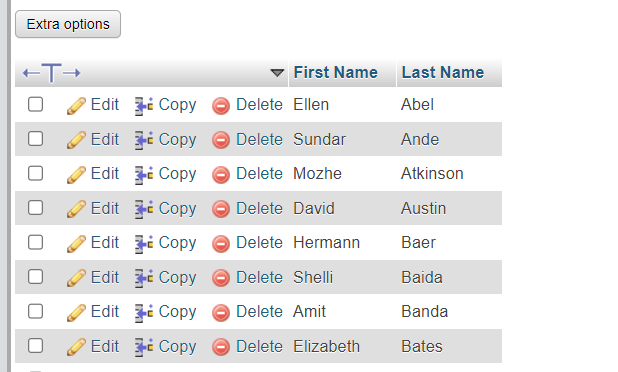 Extra options
←T→ First Name Last Name
Edit Copy Delete Ellen Abel
Edit Copy Delete Sundar Ande
Edit Copy Delete Mozhe Atkinson
Edit Copy Delete David Austin
Edit Copy Delete Hermann Baer
Edit Copy Delete Shelli Baida
Edit Copy Delete Amit Banda
Edit Copy Delete Elizabeth Bates